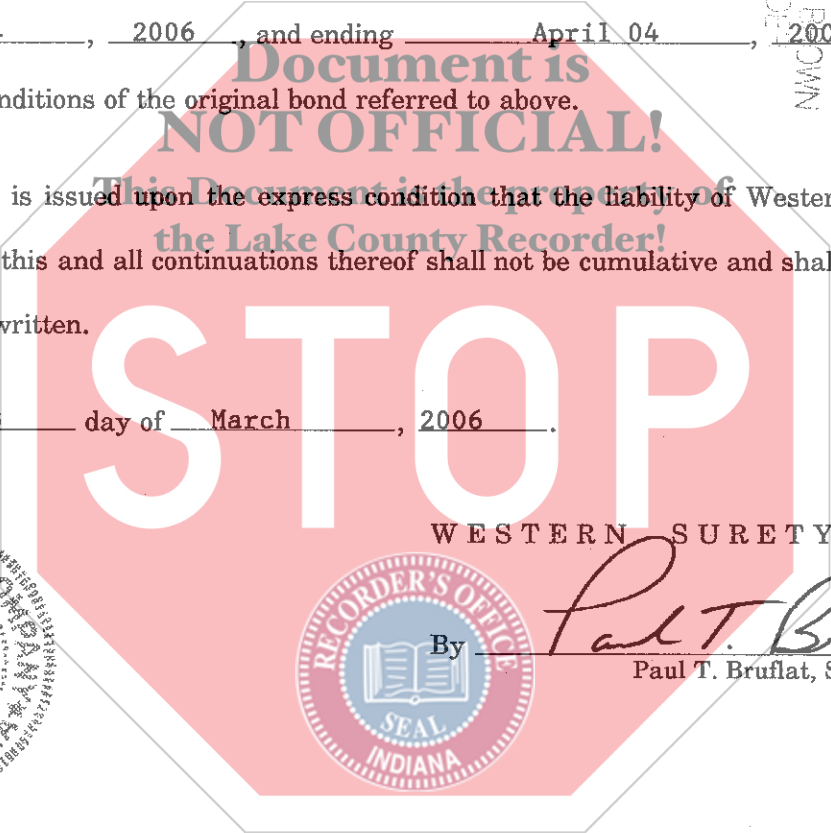 , 2006 , and ending April 04 , 200
Document is
nditions of the original bond referred to above.
NOT OFFICIAL!
is issued upon the express condition that the liability of Wester
This Document is the property of
the Lake County Recorder!
this and all continuations thereof shall not be cumulative and shal
written.
STOP
day of March , 2006 .
WESTERN SURETY
By Paul T. B
Paul T. Bruflat, S
RECORDER'S OFFICE
SEAL
INDIANA